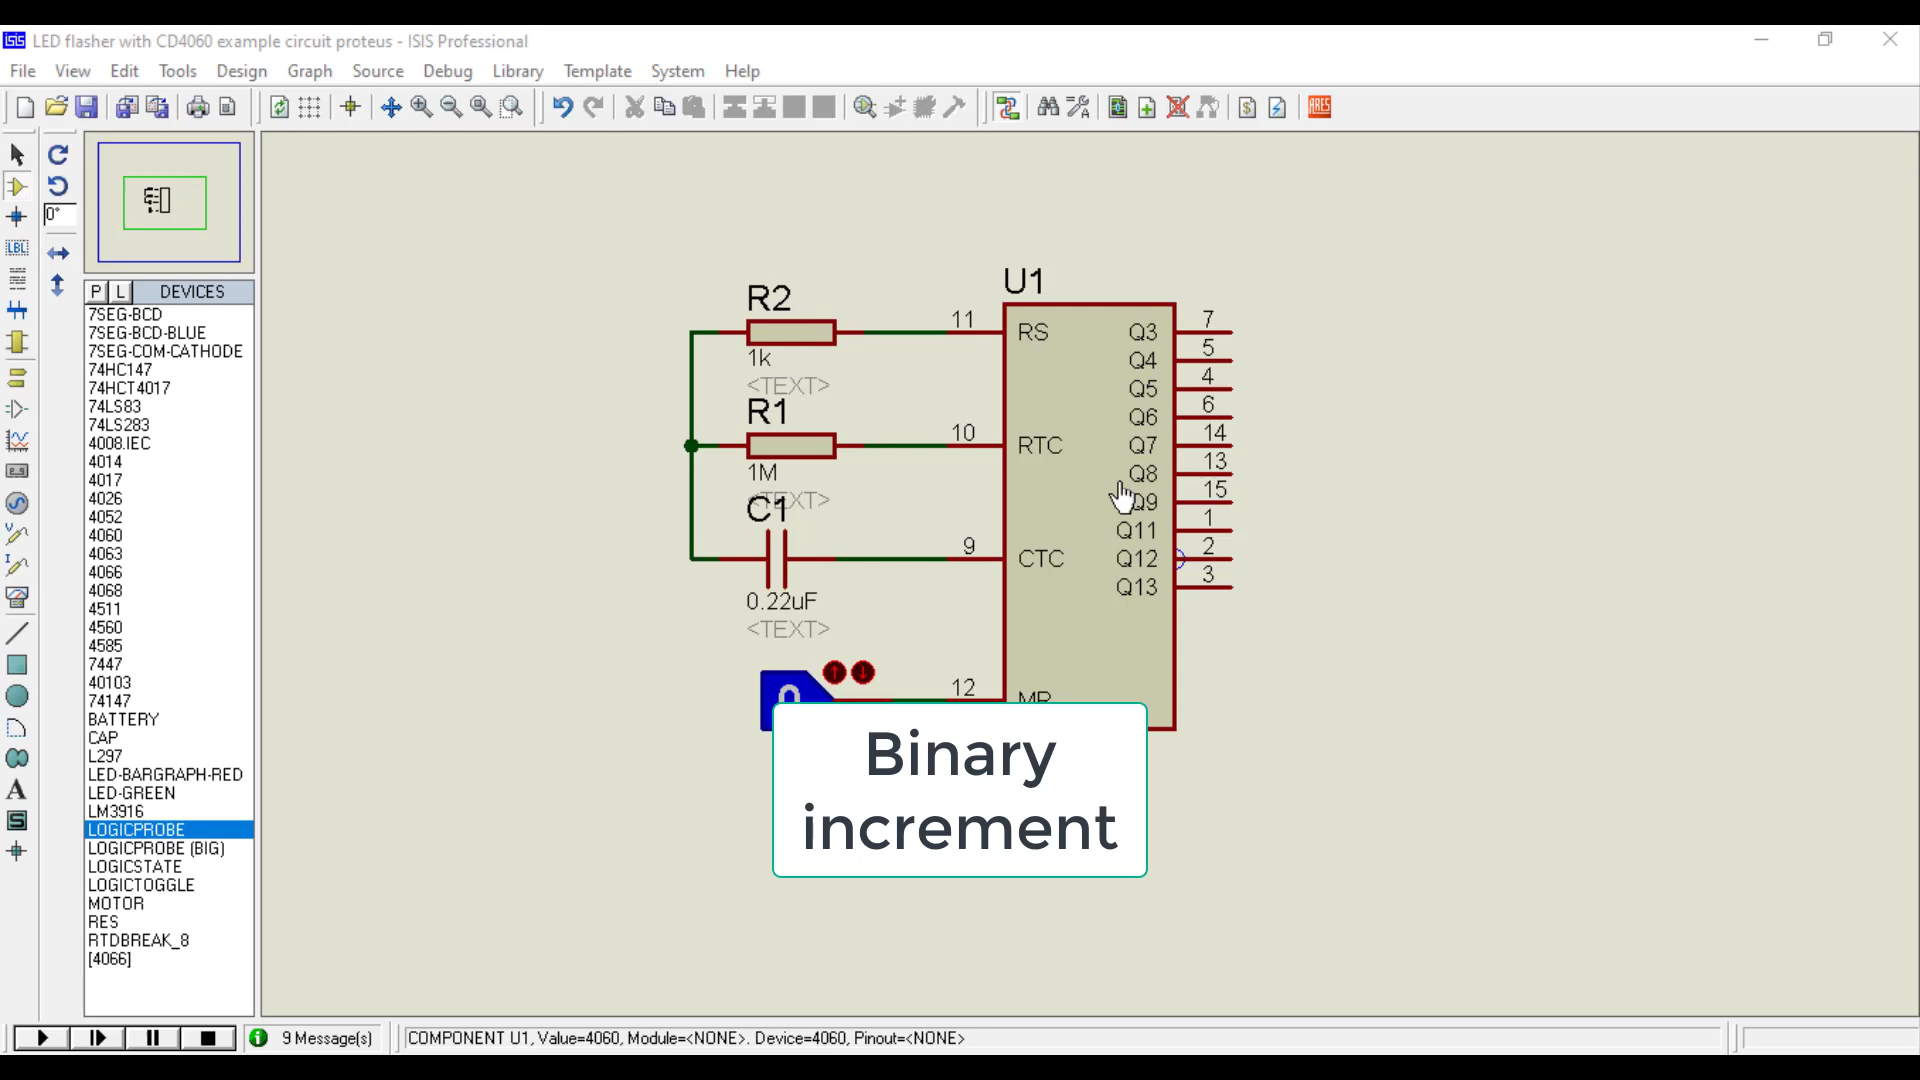 LED flasher with CD4060 example circuit proteus - ISIS Professional
File View Edit Tools Design Graph Source Debug Library Template System Help
ARES
0°
LBL
P L DEVICES
7SEG-BCD
7SEG-BCD-BLUE
7SEG-COM-CATHODE
74HC147
74HCT4017
74LS83
74LS283
4008.IEC
4014
4017
4026
4052
4060
4063
4066
4068
4511
4560
4585
7447
40103
74147
BATTERY
CAP
L297
LED-BARGRAPH-RED
LED-GREEN
LM3916
LOGICPROBE
LOGICPROBE (BIG)
LOGICSTATE
LOGICTOGGLE
MOTOR
RES
RTDBREAK_8
[4066]
U1
R2
1k
<TEXT>
R1
1M
<TEXT>
C1
0.22uF
<TEXT>
11 RS Q3 7
Q4 5
Q5 4
Q6 6
10 RTC Q7 14
Q8 13
Q9 15
Q11 1
9 CTC Q12 2
Q13 3
12 MR
Binary
increment
9 Message(s)
COMPONENT U1, Value=4060, Module=<NONE>. Device=4060, Pinout=<NONE>